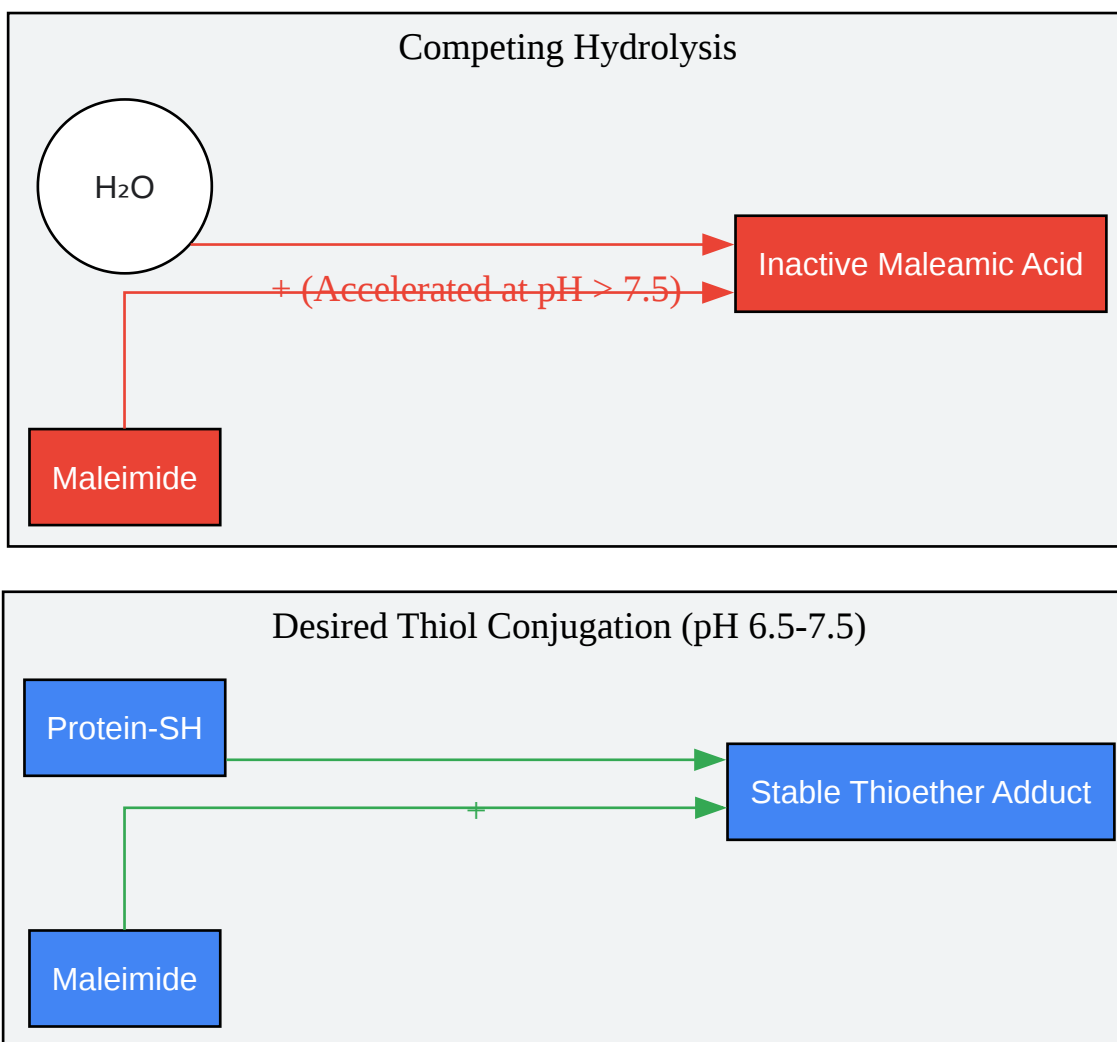 Competing Hydrolysis
H₂O
Inactive Maleamic Acid
+ (Accelerated at pH > 7.5)
Maleimide
Desired Thiol Conjugation (pH 6.5-7.5)
Protein-SH
Stable Thioether Adduct
+
Maleimide